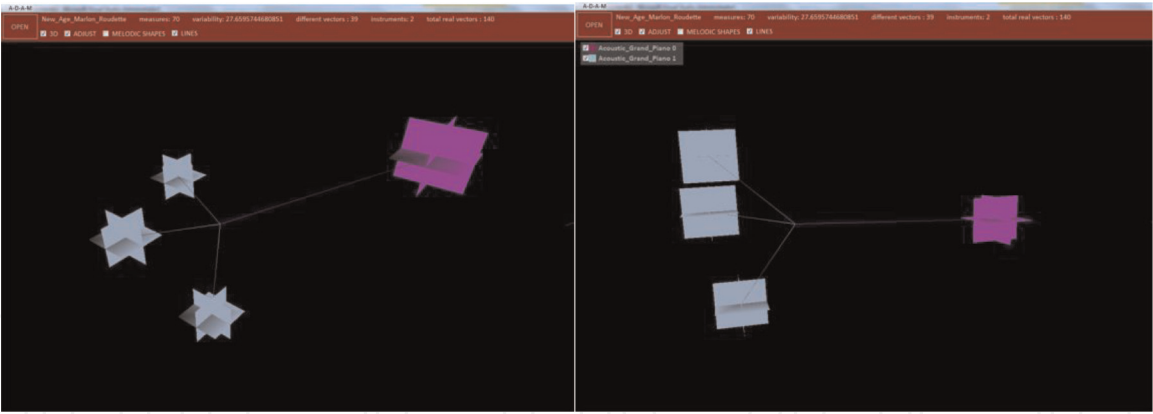 A-D-A-M
OPEN
New_Age_Marlon_Roudette measures: 70 variability: 27.6595744680851 different vectors : 39 Instruments: 2 total real vectors : 140
3D ADJUST MELODIC SHAPES LINES
A-D-A-M
OPEN
New_Age_Marlon_Roudette measures: 70 variability: 27.6595744680851 different vectors : 39 Instruments: 2 total real vectors : 140
3D ADJUST MELODIC SHAPES LINES
Acoustic_Grand_Piano 0
Acoustic_Grand_Piano 1